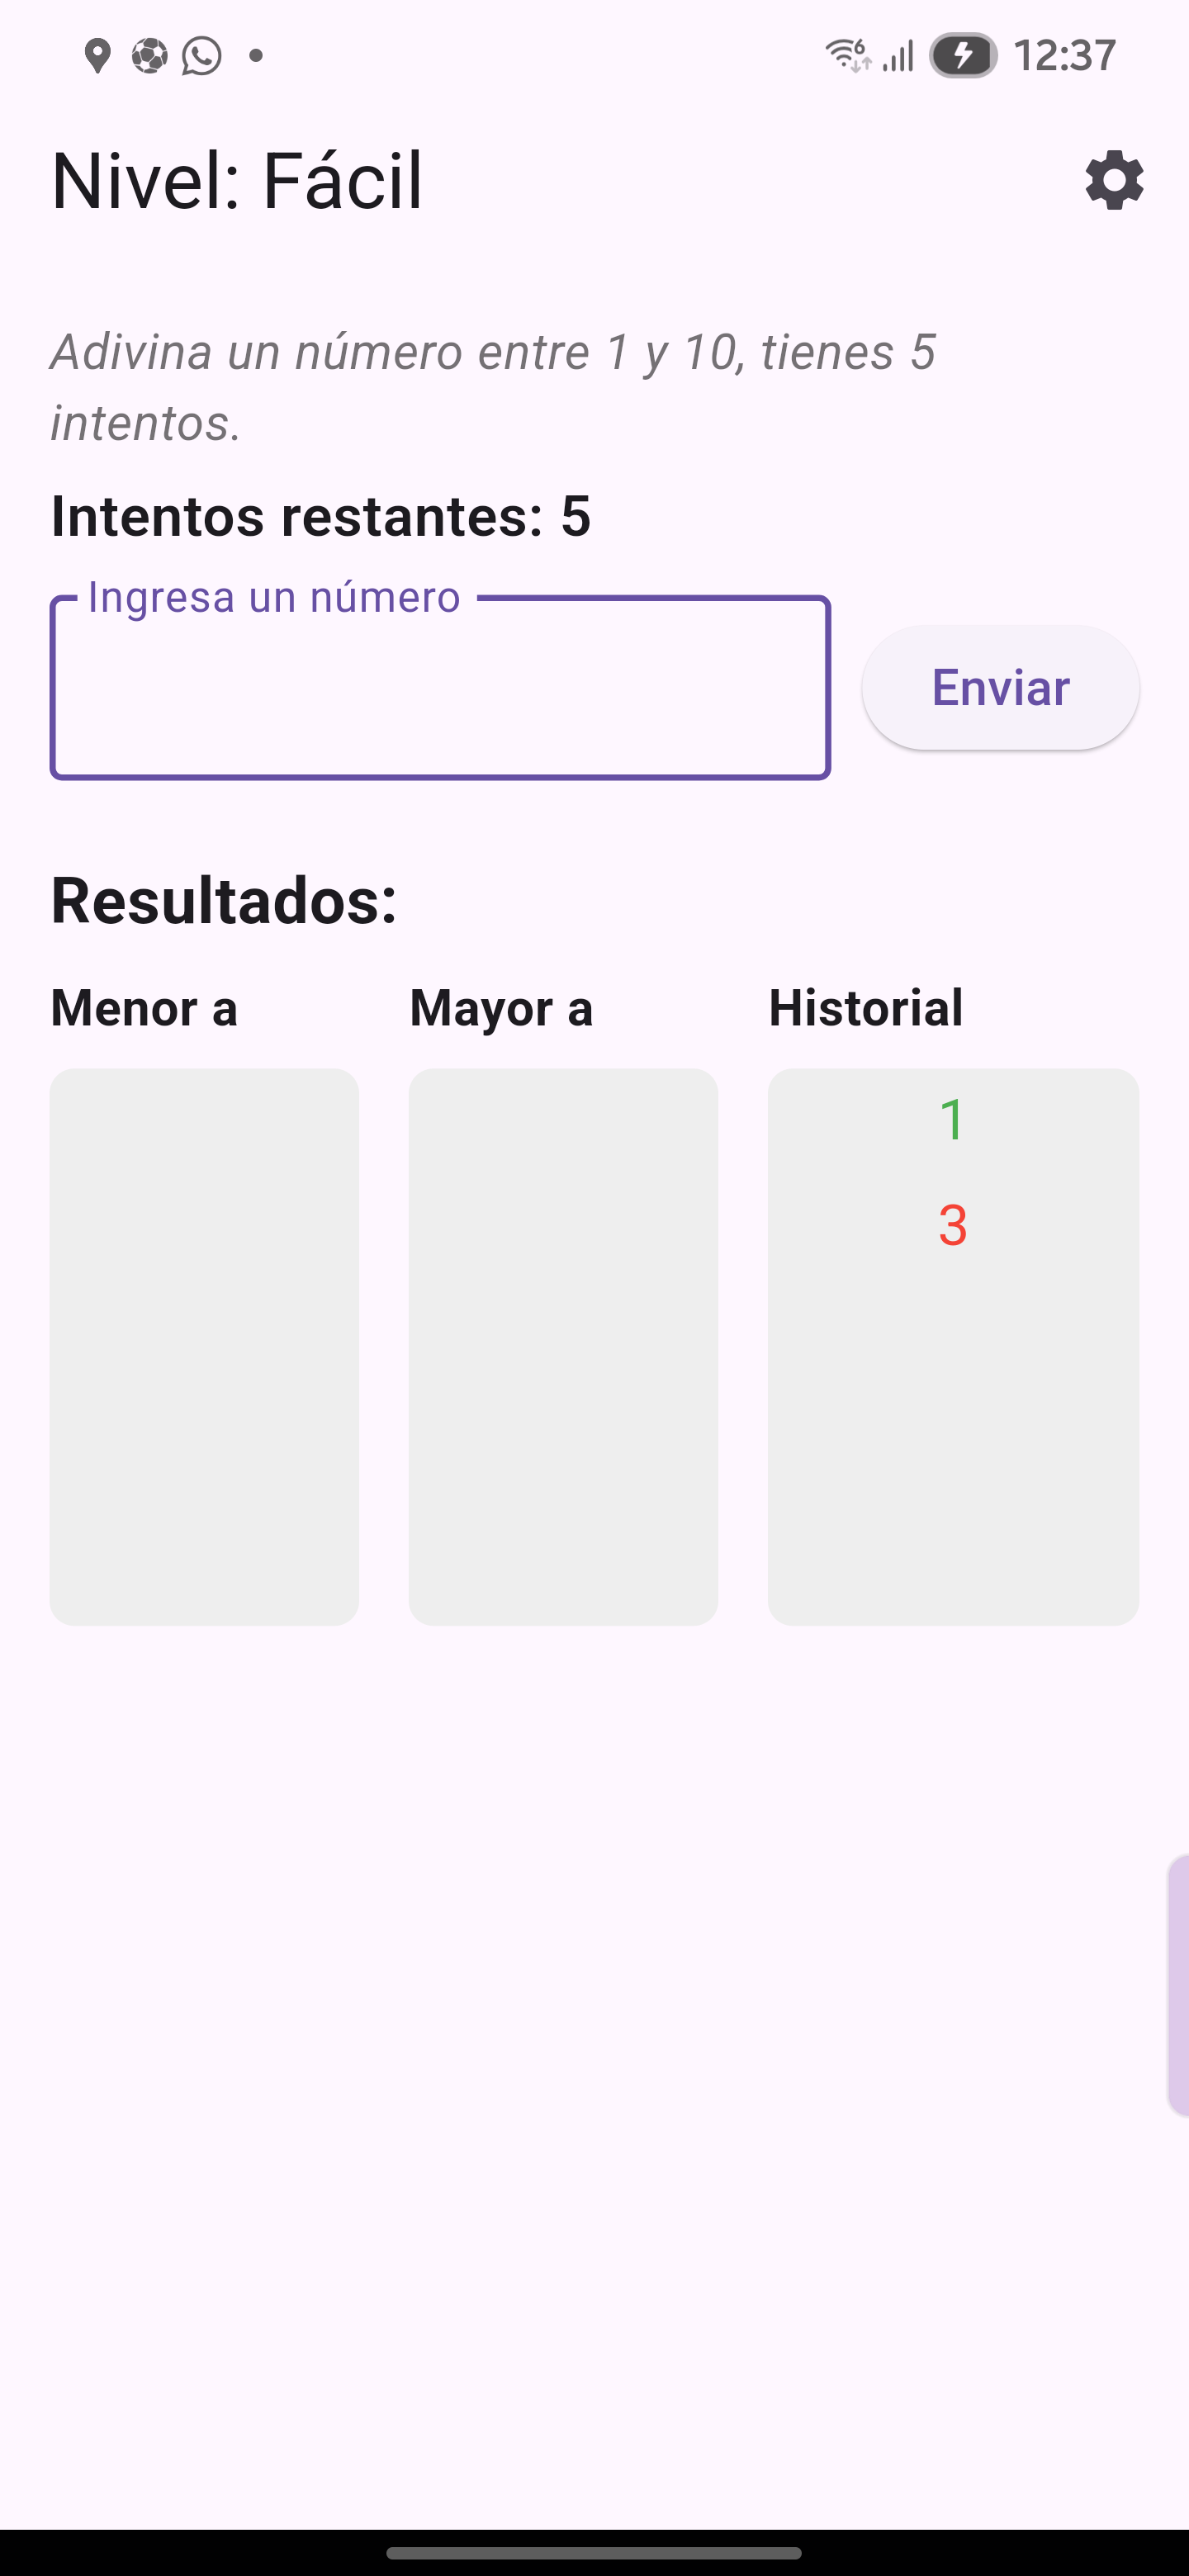 12:37
Nivel: Fácil
Adivina un número entre 1 y 10, tienes 5
intentos.
Intentos restantes: 5
Ingresa un número
Enviar
Resultados:
Menor a Mayor a Historial
1
3